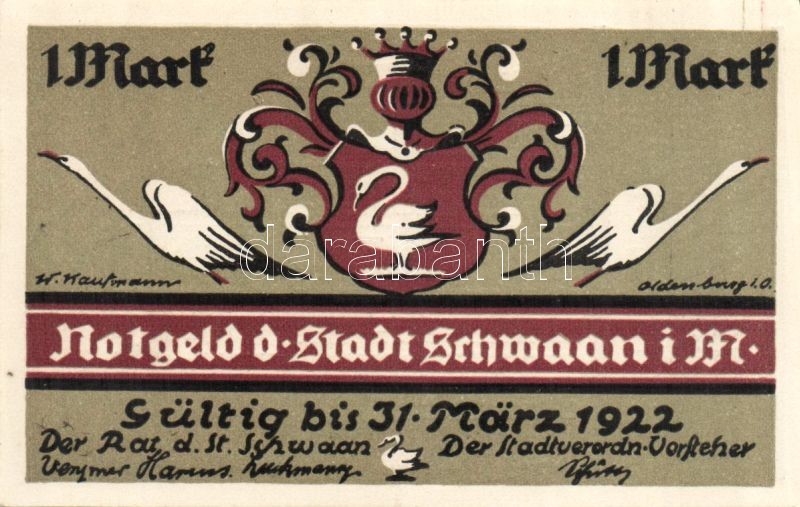 1 Mark 1 Mark
darabanth
W. Kaufmann Oldenburg i. O.
Notgeld d. Stadt Schwaan i M.
Gültig bis 31. März 1922
Der Rat d. St. Schwaan Der Stadtverordn.-Vorsteher